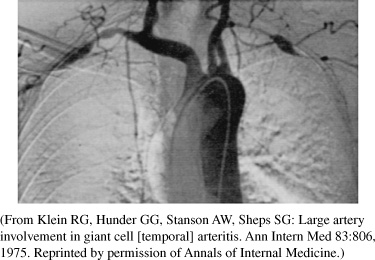 (From Klein RG, Hunder GG, Stanson AW, Sheps SG: Large artery
involvement in giant cell [temporal] arteritis. Ann Intern Med 83:806,
1975. Reprinted by permission of Annals of Internal Medicine.)